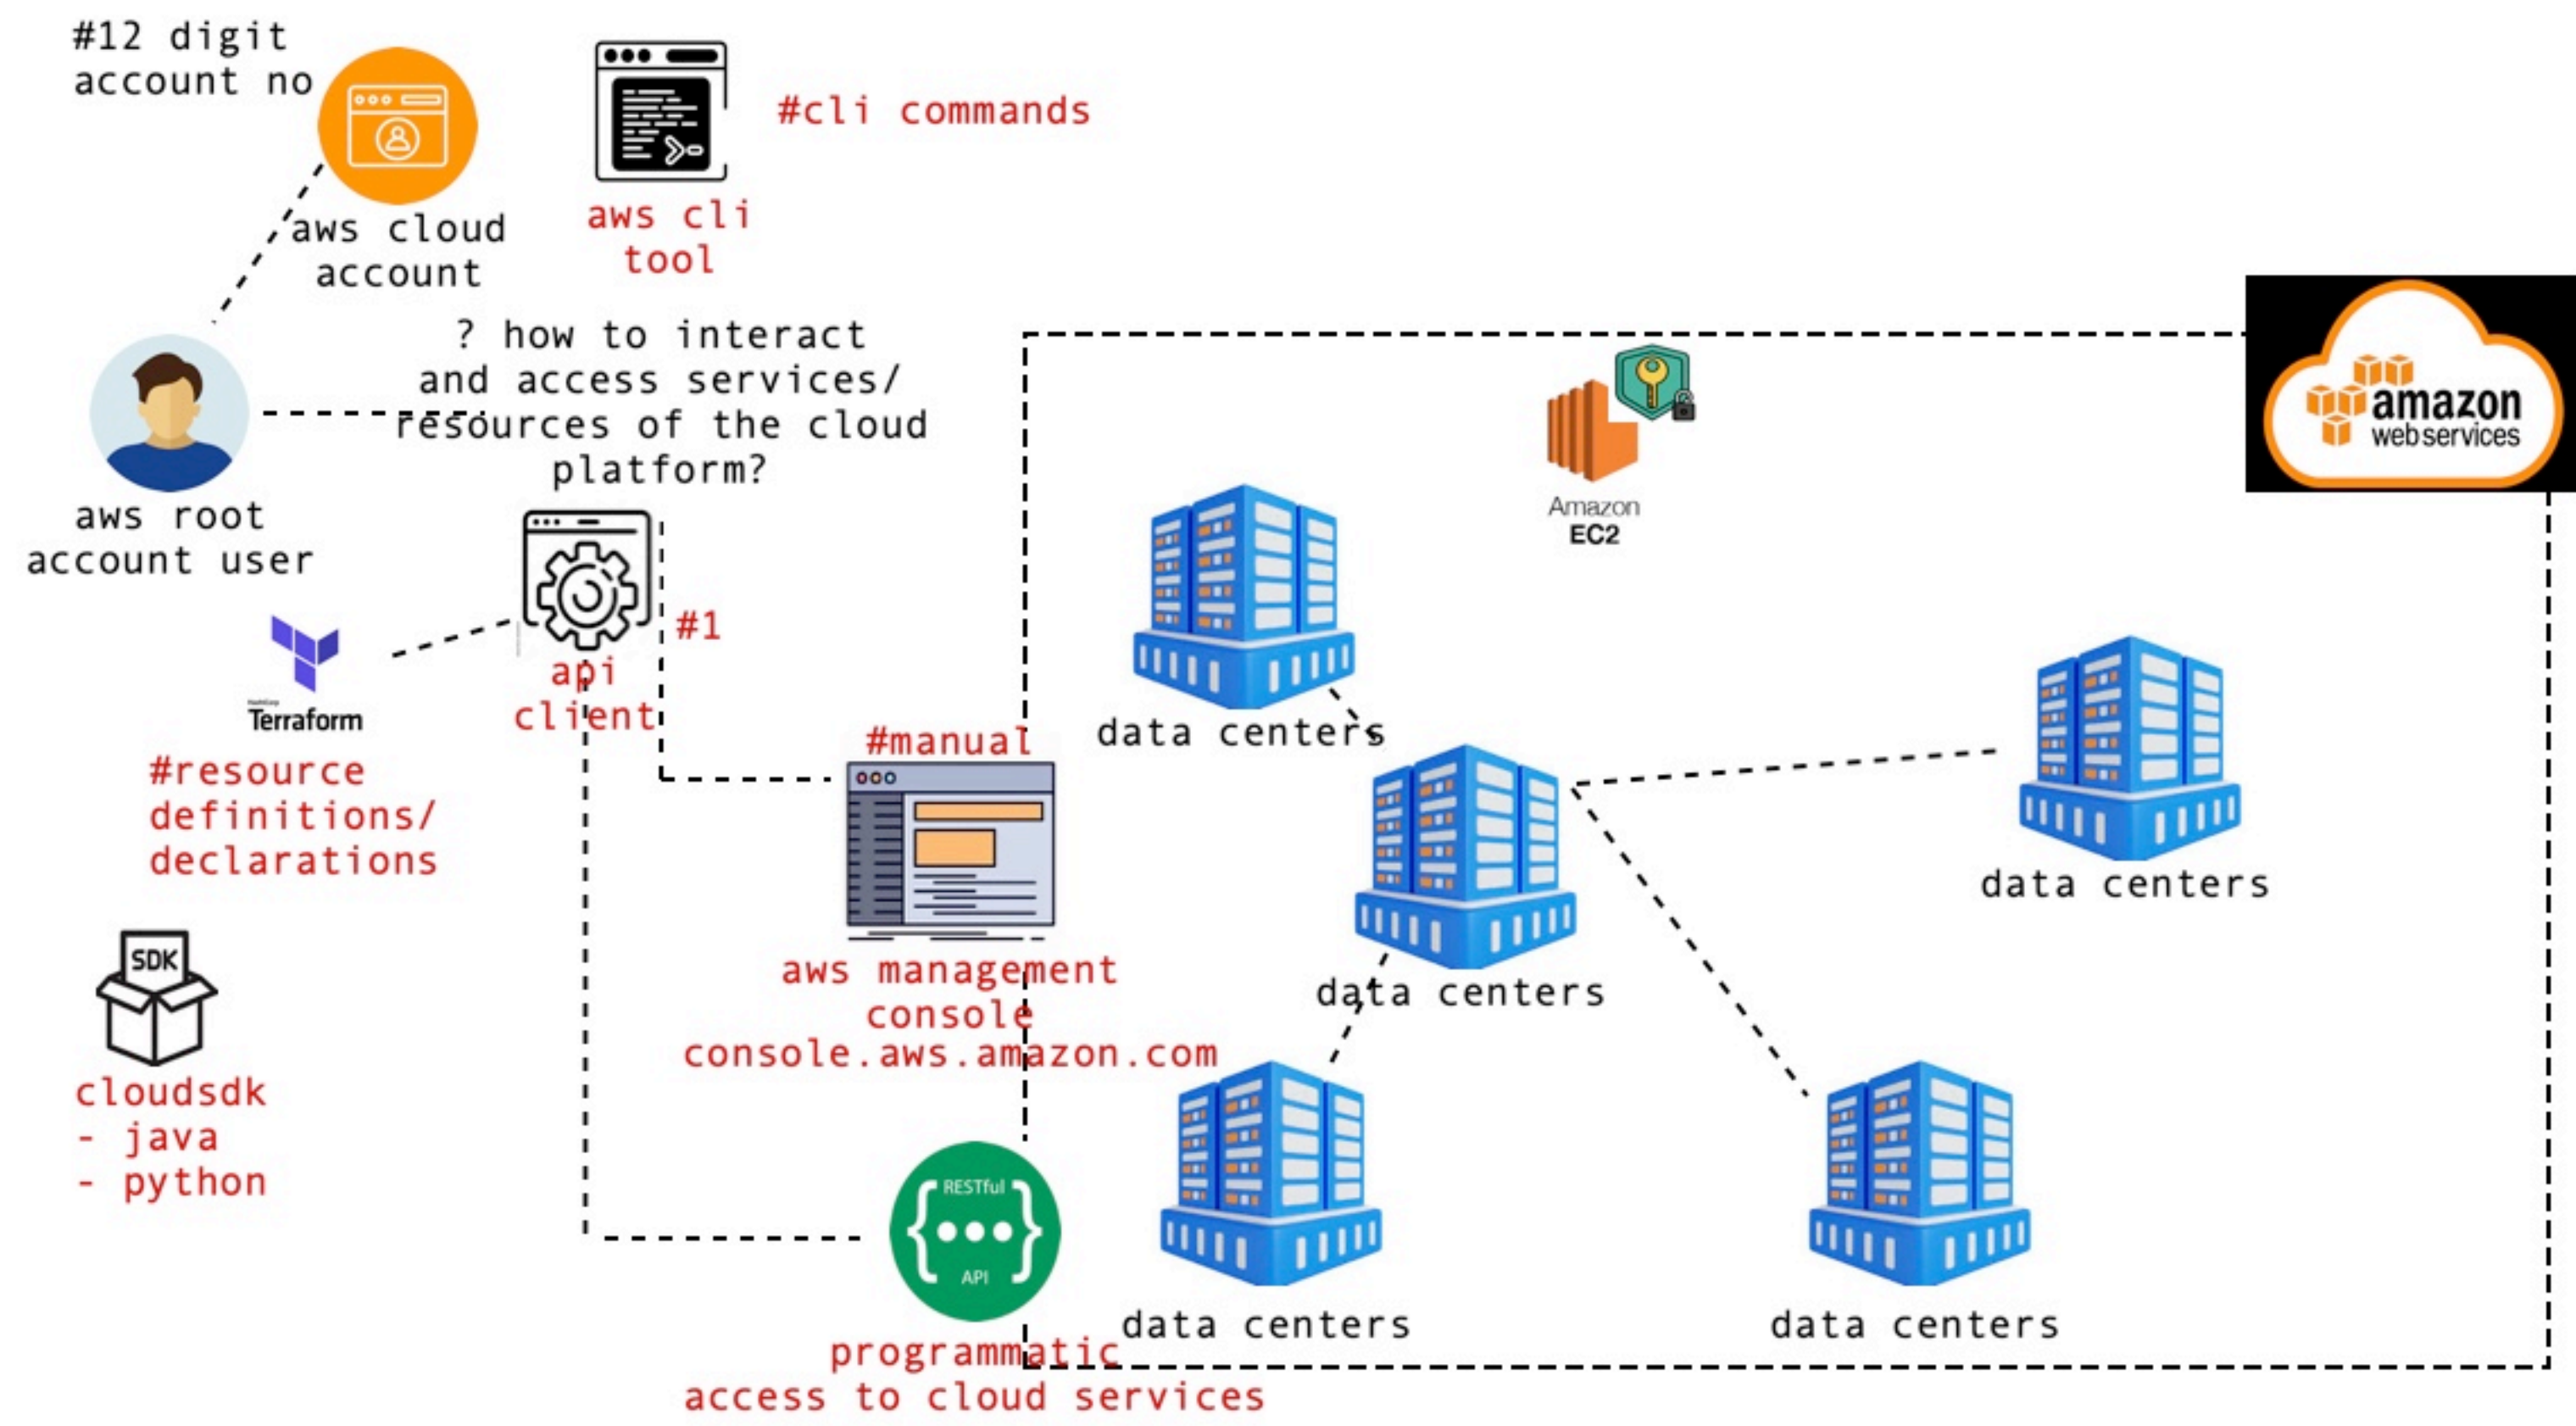 #12 digit
account no
aws cloud
account
#cli commands
aws cli
tool
? how to interact
and access services/
resources of the cloud
platform?
aws root
account user
#1
api
client
HashiCorp
Terraform
#resource
definitions/
declarations
SDK
cloudsdk
- java
- python
#manual
aws management
console
console.aws.amazon.com
RESTful
API
programmatic
access to cloud services
Amazon
EC2
amazon
web services
data centers
data centers
data centers
data centers
data centers